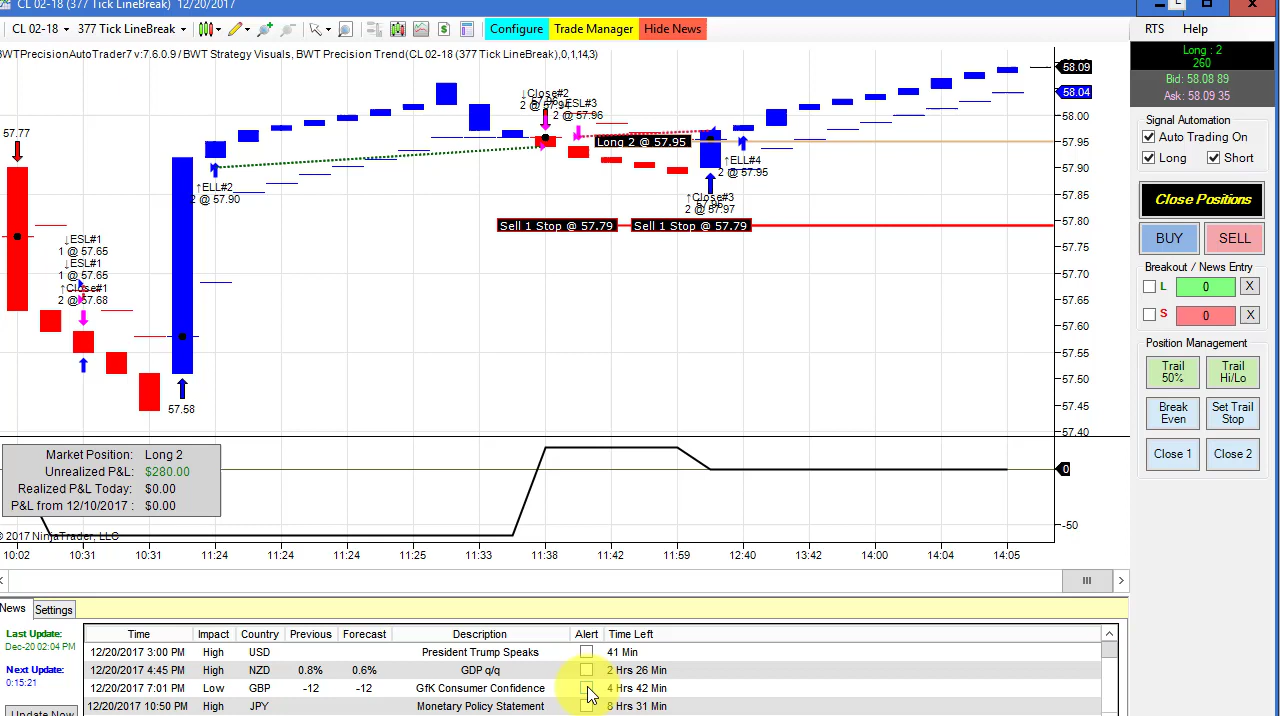 CL 02-18 (377 Tick LineBreak) 12/20/2017
CL 02-18 377 Tick LineBreak Configure Trade Manager Hide News
RTS Help
BWTPrecisionAutoTrader7 v:7.6.0.9 / BWT Strategy Visuals, BWT Precision Trend(CL 02-18 (377 Tick LineBreak),0,1,14,3)
Long : 2
260
Bid: 58.08 89
Ask: 58.09 35
Signal Automation
Auto Trading On
Long Short
Close Positions
BUY SELL
Breakout / News Entry
L 0 X
S 0 X
Position Management
Trail 50%
Trail Hi/Lo
Break Even
Set Trail Stop
Close 1
Close 2
58.09
58.04
58.00
57.95
57.90
57.85
57.80
57.75
57.70
57.65
57.60
57.55
57.50
57.45
57.40
0
-50
57.77
↓ESL#1
1 @ 57.65
↓ESL#1
1 @ 57.65
↑Close#1
2 @ 57.68
57.58
↑ELL#2
2 @ 57.90
↓Close#2
↓ESL#3
2 @ 57.96
Long 2 @ 57.95
↑ELL#4
2 @ 57.95
↑Close#3
2 @ 57.97
Sell 1 Stop @ 57.79 Sell 1 Stop @ 57.79
Market Position: Long 2
Unrealized P&L: $280.00
Realized P&L Today: $0.00
P&L from 12/10/2017 : $0.00
© 2017 NinjaTrader, LLC
10:02 10:31 10:31 11:24 11:24 11:24 11:25 11:33 11:38 11:42 11:59 12:40 13:42 14:00 14:04 14:05
News Settings
Last Update:
Dec-20 02:04 PM
Next Update:
0:15:21
Update Now
Time Impact Country Previous Forecast Description Alert Time Left
12/20/2017 3:00 PM High USD President Trump Speaks 41 Min
12/20/2017 4:45 PM High NZD 0.8% 0.6% GDP q/q 2 Hrs 26 Min
12/20/2017 7:01 PM Low GBP -12 -12 GfK Consumer Confidence 4 Hrs 42 Min
12/20/2017 10:50 PM High JPY Monetary Policy Statement 8 Hrs 31 Min